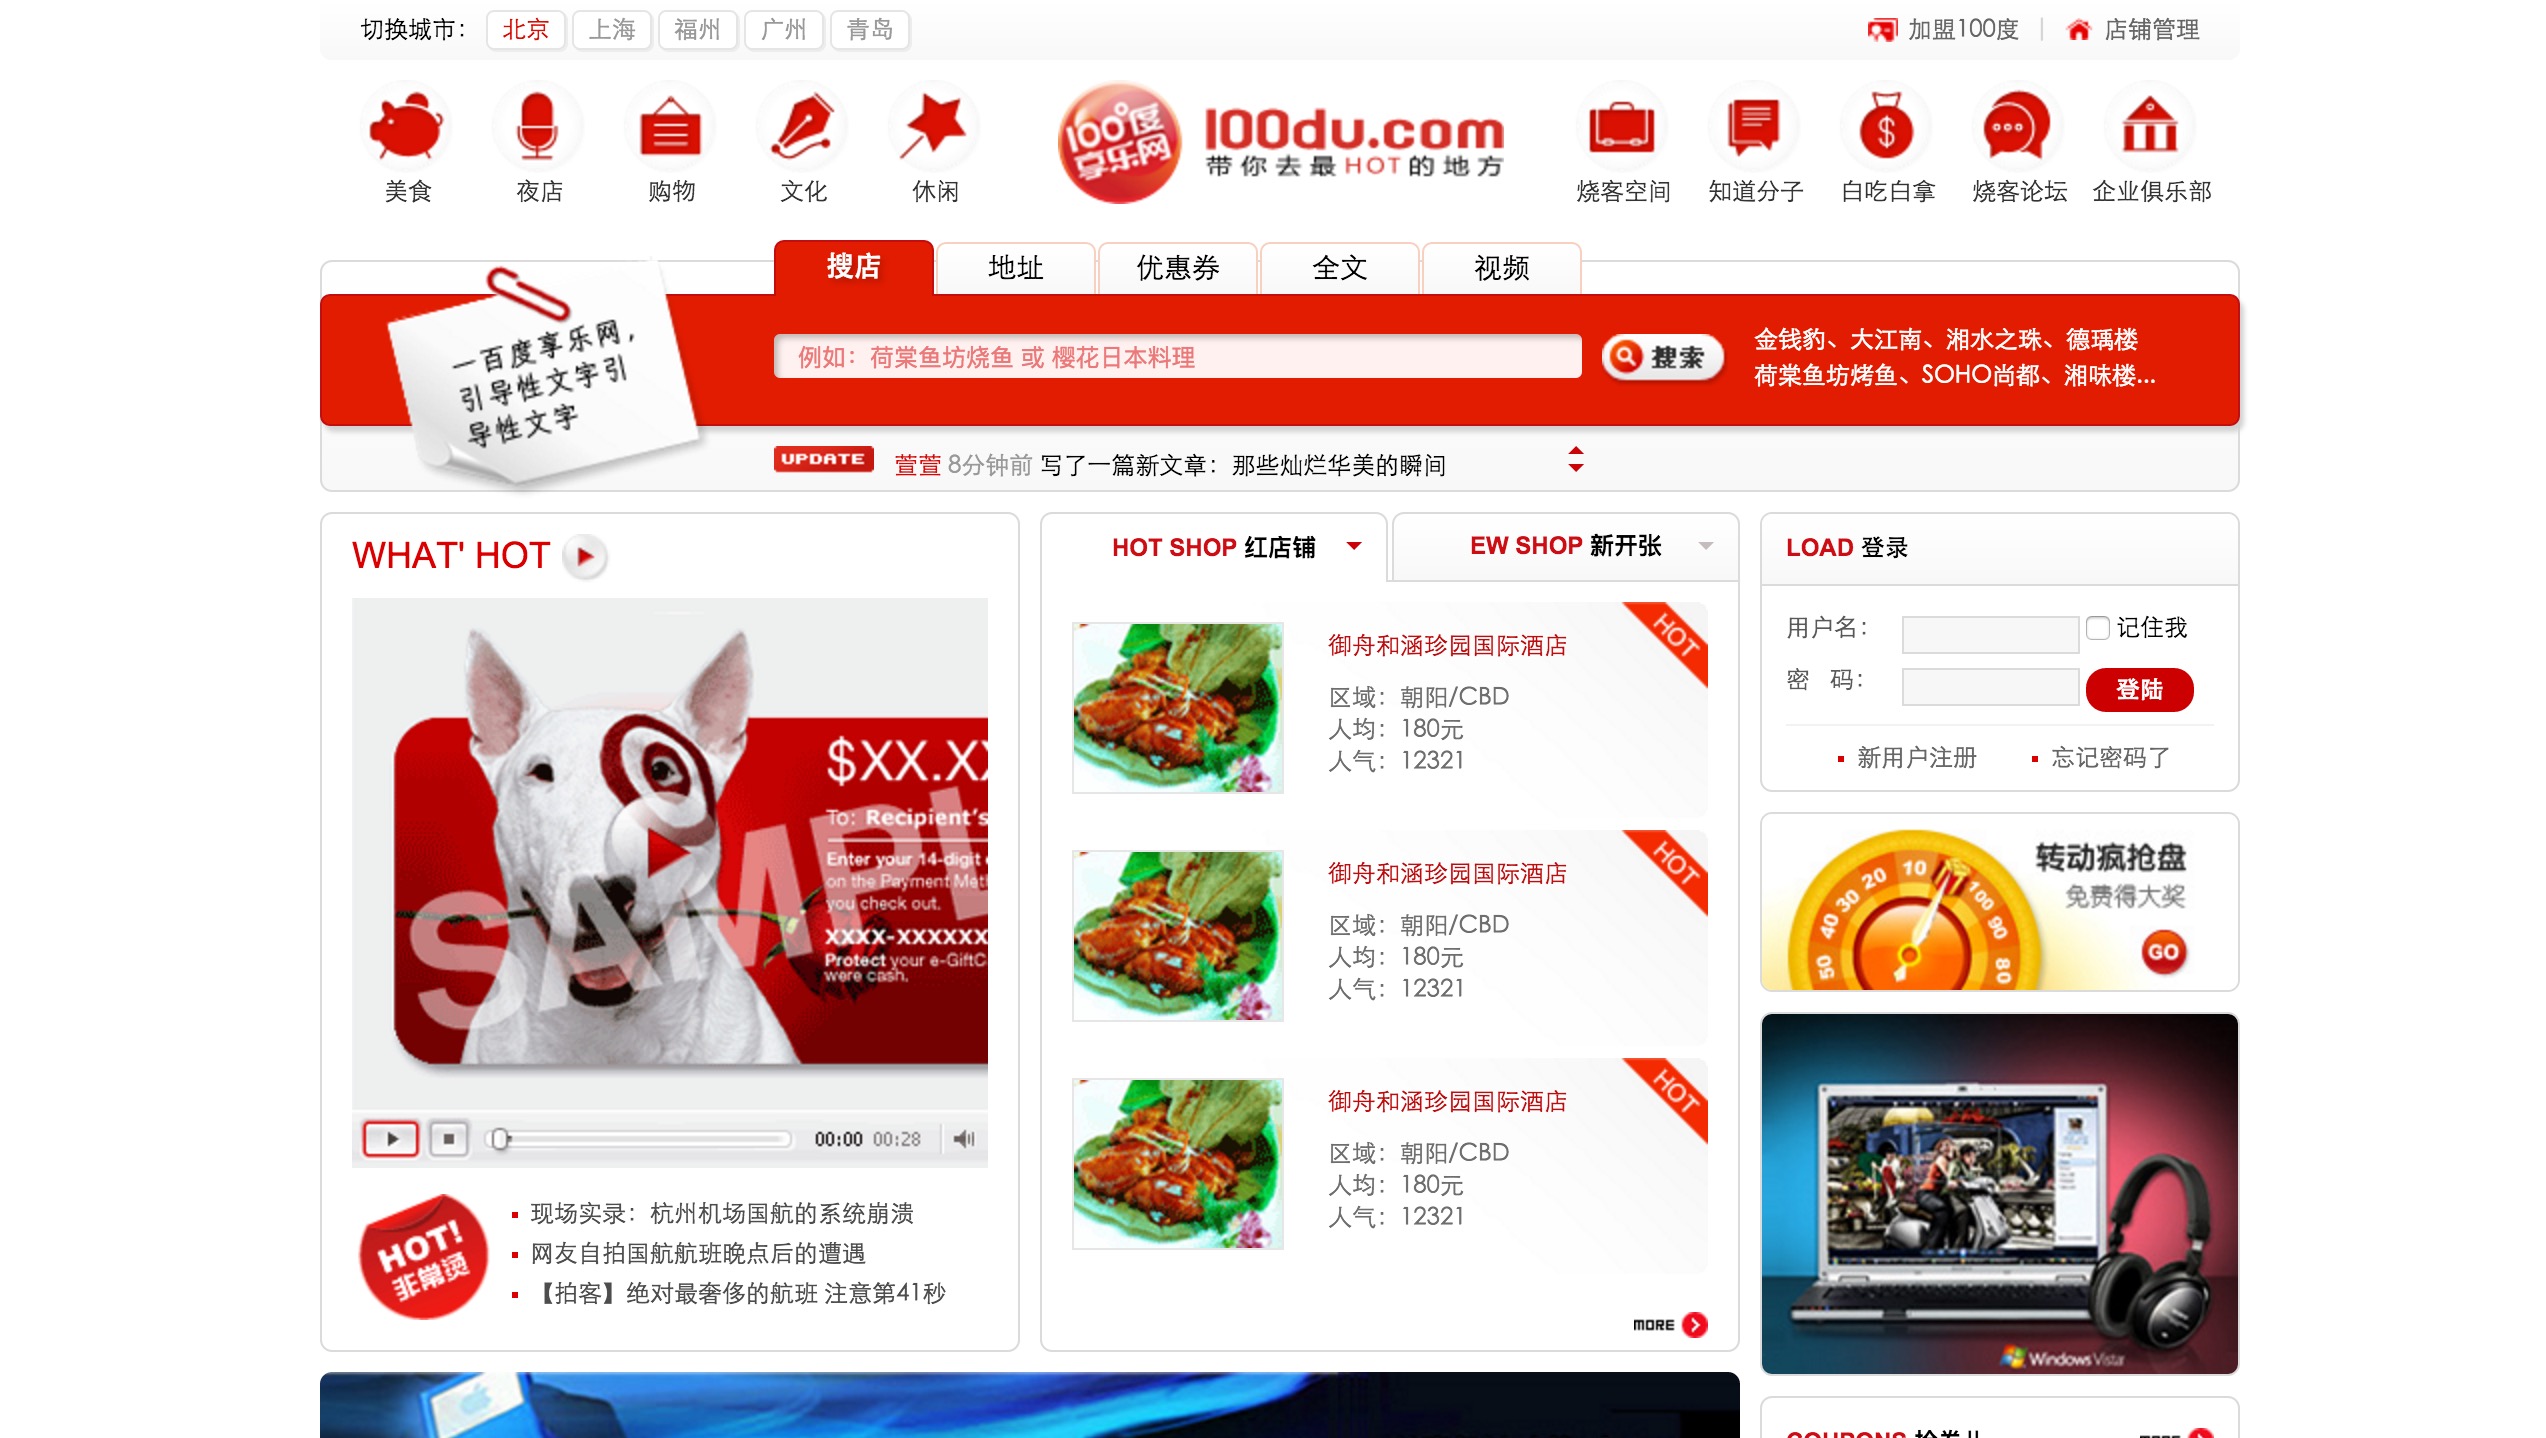 切换城市： 北京 上海 福州 广州 青岛
加盟100度 | 店铺管理
美食 夜店 购物 文化 休闲
100度
享乐网
100du.com
带你去最HOT的地方
烧客空间 知道分子 白吃白拿 烧客论坛 企业俱乐部
搜店 地址 优惠券 全文 视频
一百度享乐网，
引导性文字引
导性文字
例如：荷棠鱼坊烧鱼 或 樱花日本料理
搜索
金钱豹、大江南、湘水之珠、德瑀楼
荷棠鱼坊烤鱼、SOHO尚都、湘味楼...
UPDATE 萱萱 8分钟前 写了一篇新文章：那些灿烂华美的瞬间
WHAT' HOT
$XX.XX
To: Recipient's
Enter your 14-digit
on the Payment Met
you check out.
XXXX-XXXXXX
Protect your e-GiftC
were cash.
SAMPL
00:00 00:28
HOT!
非常烫
现场实录：杭州机场国航的系统崩溃
网友自拍国航航班晚点后的遭遇
【拍客】绝对最奢侈的航班 注意第41秒
HOT SHOP 红店铺
EW SHOP 新开张
御舟和涵珍园国际酒店
HOT
区域：朝阳/CBD
人均：180元
人气：12321
御舟和涵珍园国际酒店
HOT
区域：朝阳/CBD
人均：180元
人气：12321
御舟和涵珍园国际酒店
HOT
区域：朝阳/CBD
人均：180元
人气：12321
MORE
LOAD 登录
用户名： 记住我
密 码： 登陆
新用户注册 忘记密码了
转动疯抢盘
免费得大奖
GO
50 40 30 20 10 100 90 80
Windows Vista
COUPONS